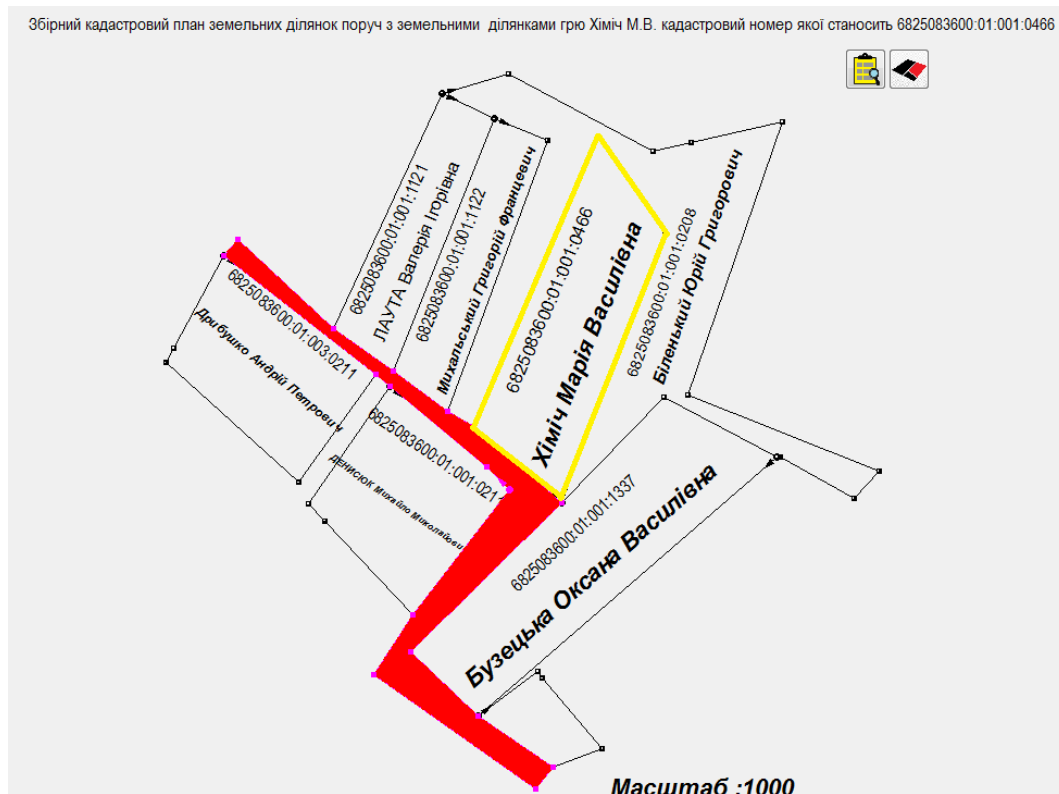 Збірний кадастровий план земельних ділянок поруч з земельними ділянками грю Хіміч М.В. кадастровий номер якої станосить 6825083600:01:001:0466
6825083600:01:001:1121
ЛАУТА Валерія Ігорівна
6825083600:01:001:1122
Михальський Григорій Францевич
6825083600:01:001:0466
Хіміч Марія Василівна
6825083600:01:001:0208
Біленький Юрій Григорович
6825083600:01:003:0211
Дрибушко Андрій Петрович
6825083600:01:001:021
ДЕНИСЮК Михайло Миколайови
6825083600:01:001:1337
Бузецька Оксана Василівна
Масштаб :1000